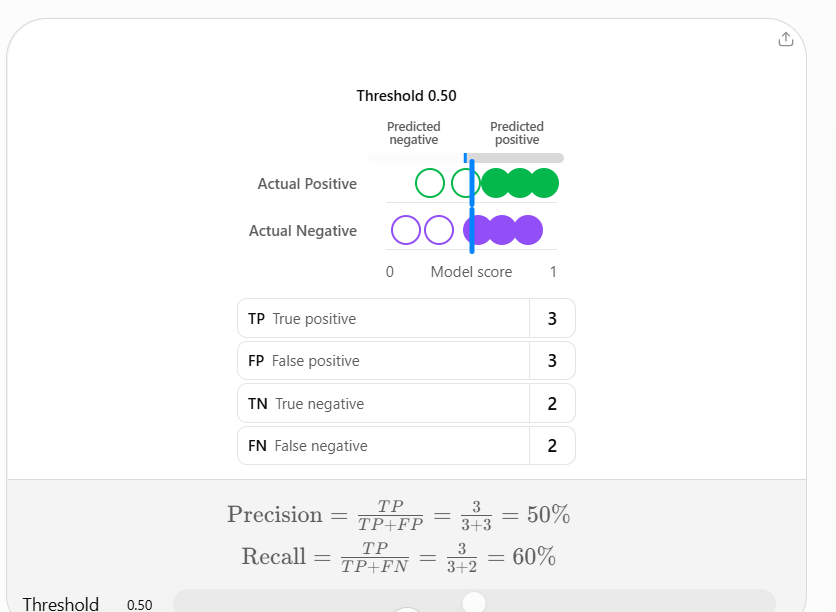 Threshold 0.50
Predicted negative Predicted positive
Actual Positive
Actual Negative
0 Model score 1
TP True positive 3
FP False positive 3
TN True negative 2
FN False negative 2
Precision = TP/(TP+FP) = 3/(3+3) = 50%
Recall = TP/(TP+FN) = 3/(3+2) = 60%
Threshold 0.50